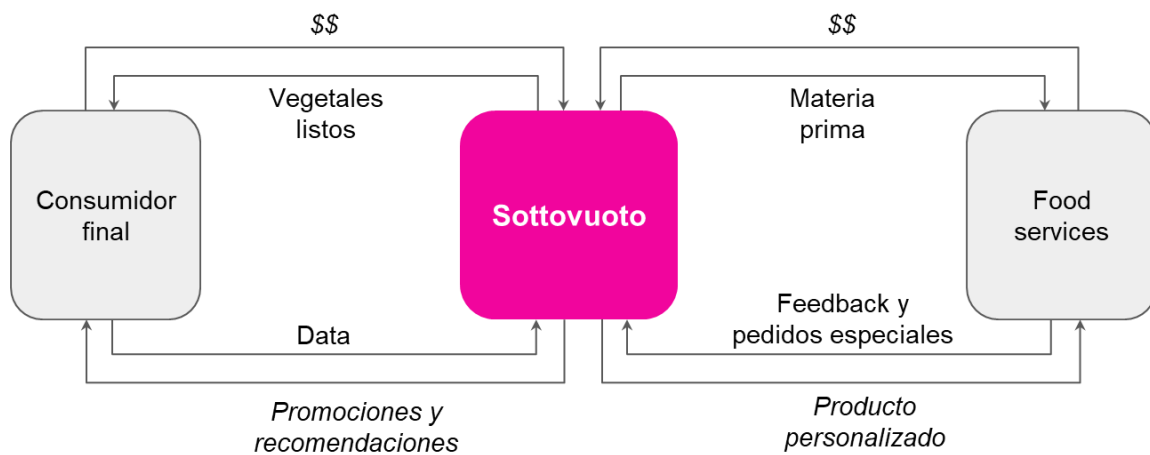 $$
$$
Vegetales
listos
Materia
prima
Consumidor
final
Sottovuoto
Food
services
Data
Feedback y
pedidos especiales
Promociones y
recomendaciones
Producto
personalizado